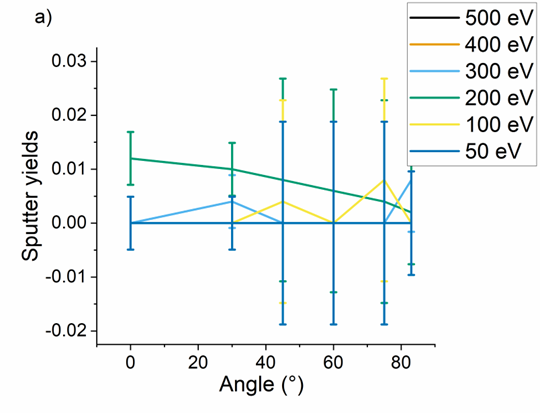 a)
500 eV
400 eV
300 eV
200 eV
100 eV
50 eV
0.03
0.02
0.01
0.00
-0.01
-0.02
Sputter yields
0 20 40 60 80
Angle (°)